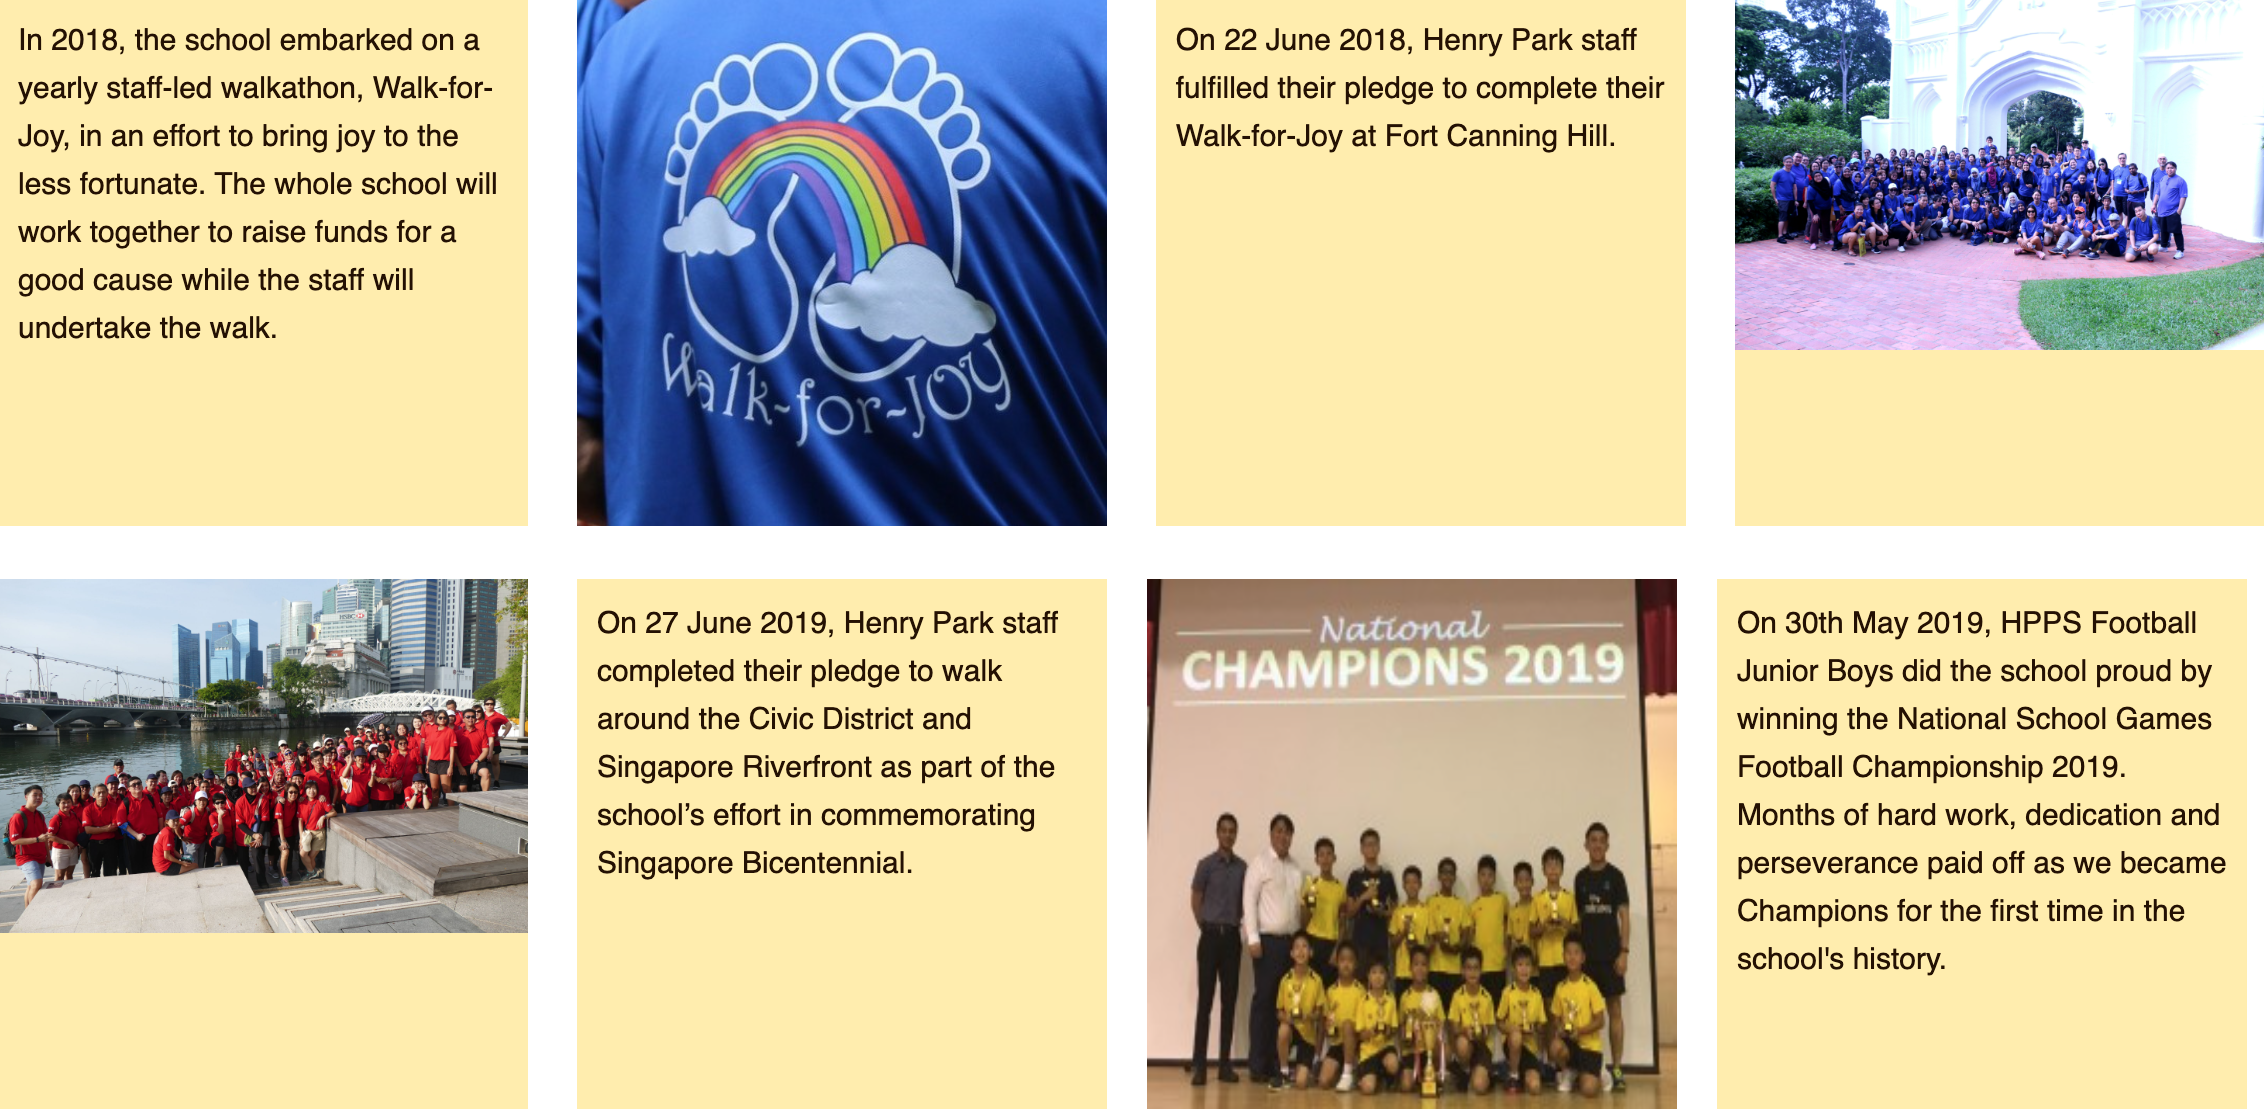 In 2018, the school embarked on a
yearly staff-led walkathon, Walk-for-
Joy, in an effort to bring joy to the
less fortunate. The whole school will
work together to raise funds for a
good cause while the staff will
undertake the walk.
Walk-for-JOY
On 22 June 2018, Henry Park staff
fulfilled their pledge to complete their
Walk-for-Joy at Fort Canning Hill.
HSBC
On 27 June 2019, Henry Park staff
completed their pledge to walk
around the Civic District and
Singapore Riverfront as part of the
school’s effort in commemorating
Singapore Bicentennial.
National
CHAMPIONS 2019
On 30th May 2019, HPPS Football
Junior Boys did the school proud by
winning the National School Games
Football Championship 2019.
Months of hard work, dedication and
perseverance paid off as we became
Champions for the first time in the
school's history.